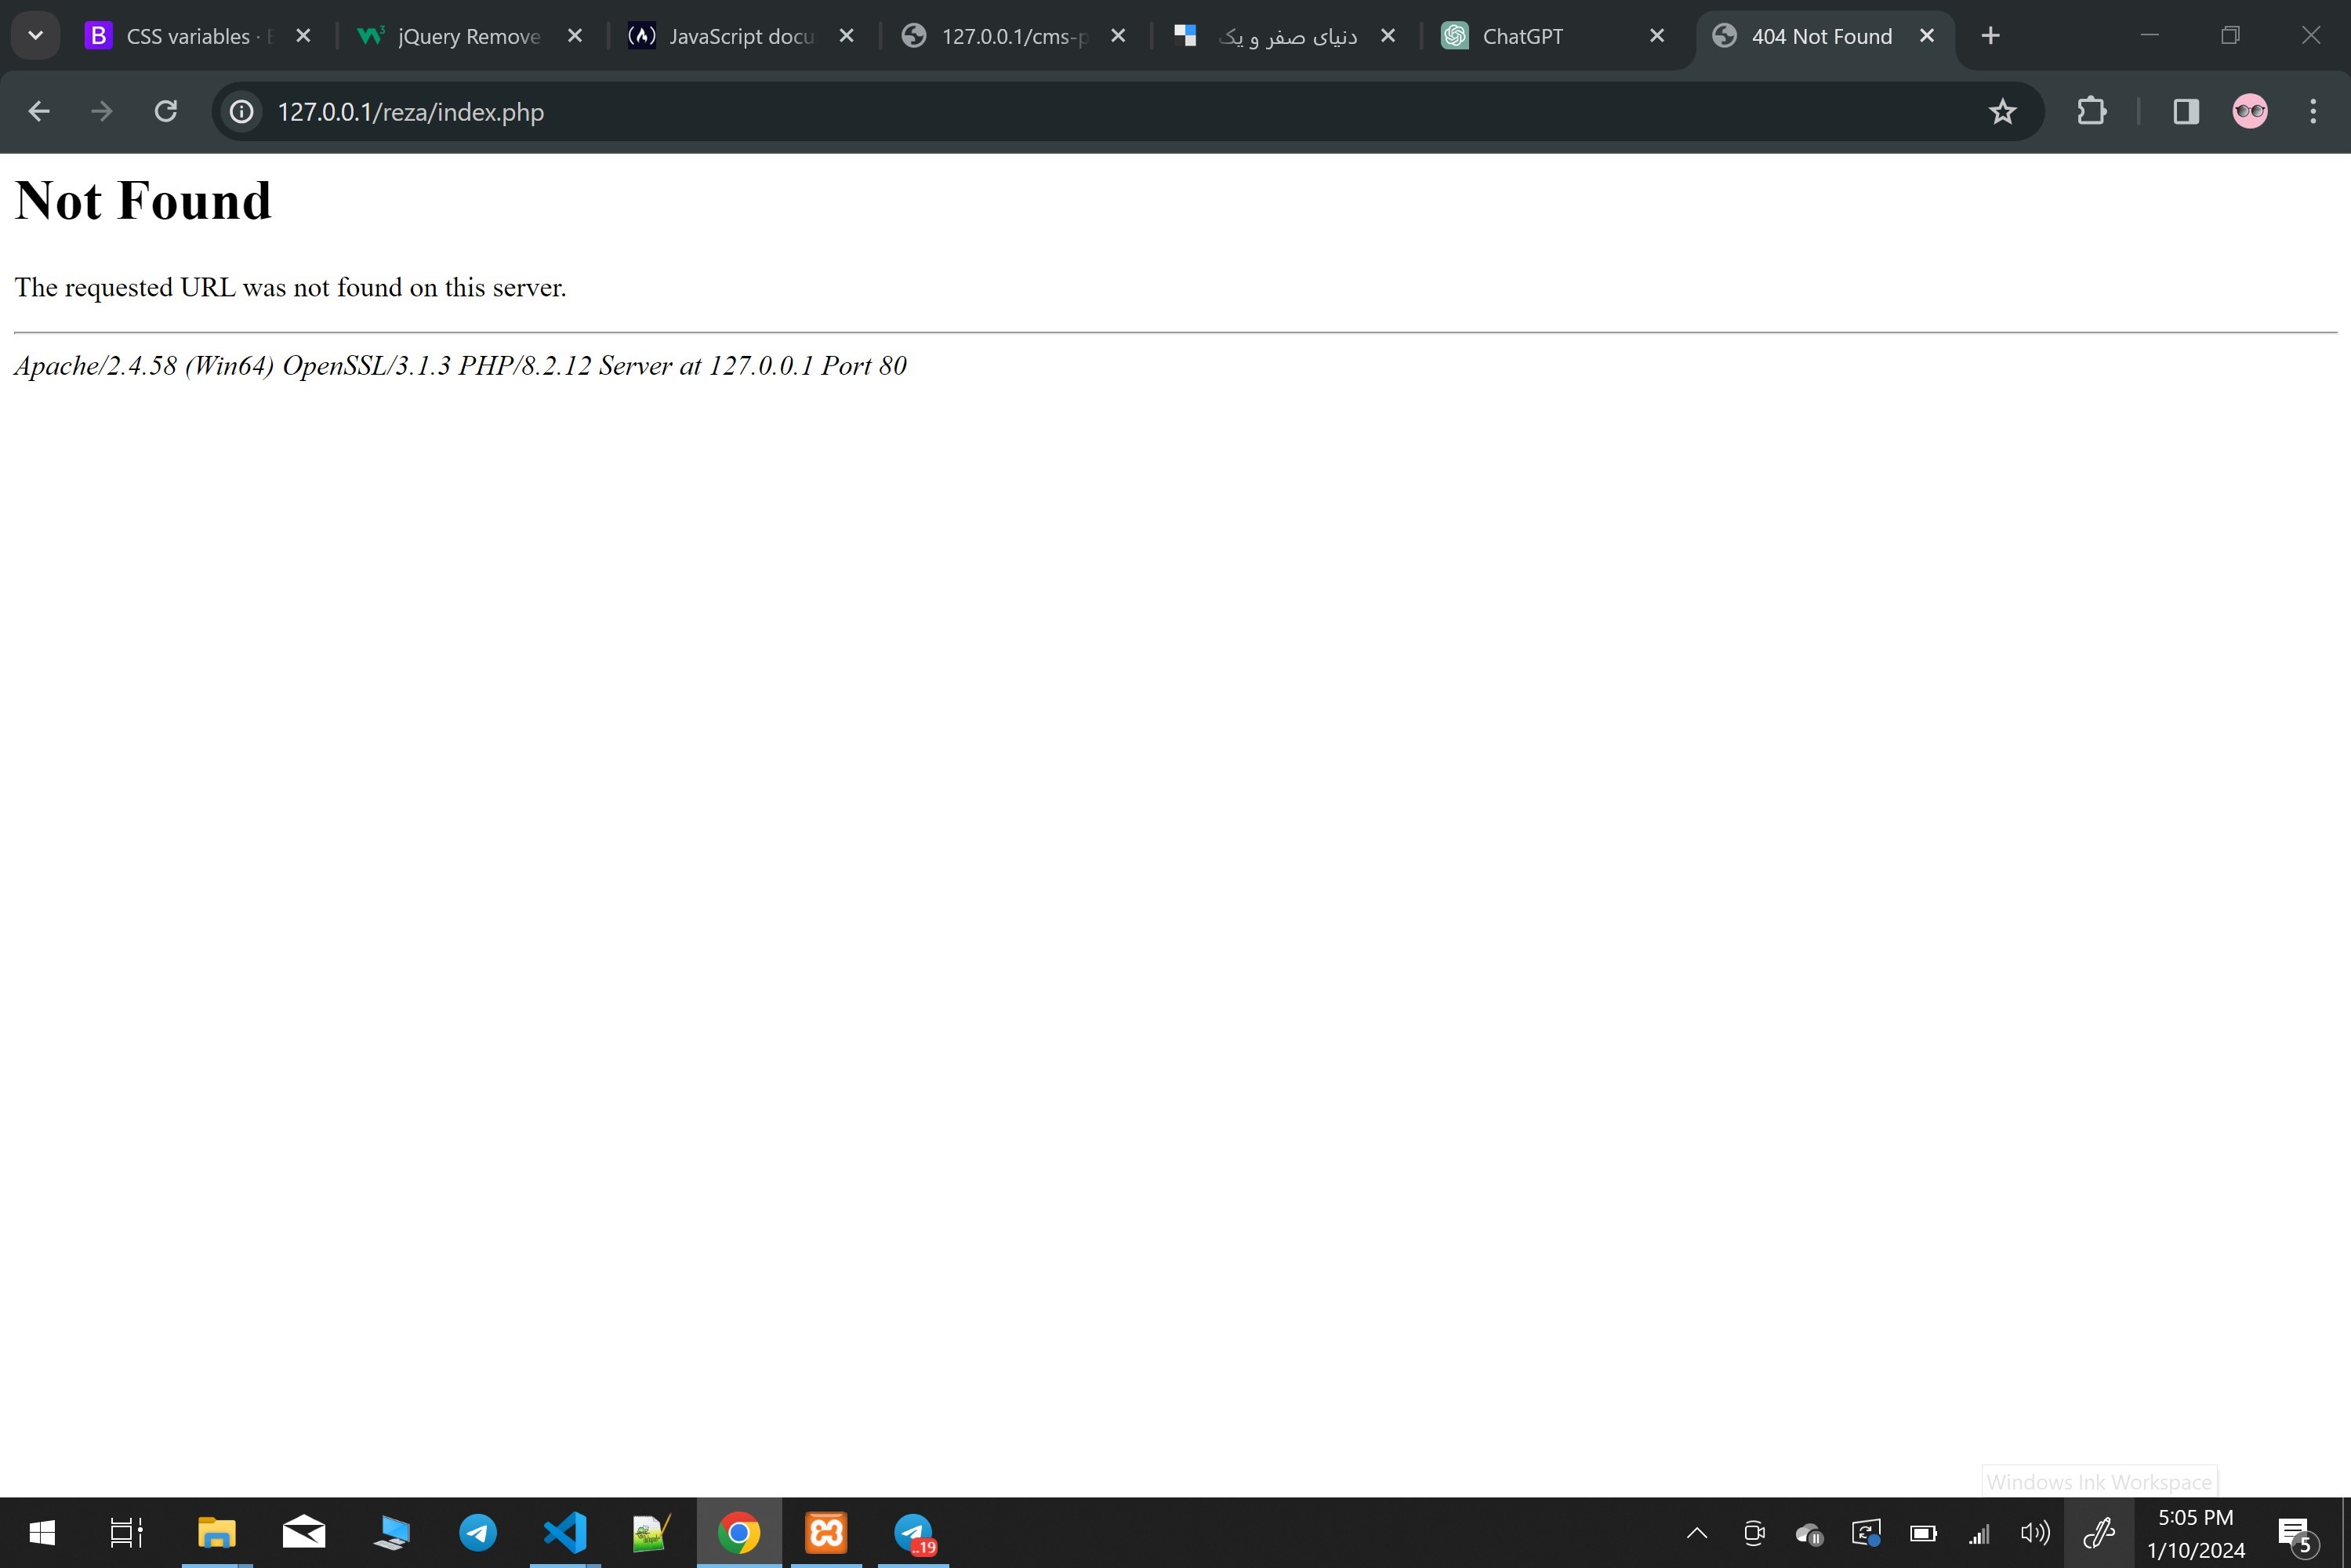 CSS variables · B
jQuery Remove
JavaScript docu
127.0.0.1/cms-p
دنیای صفر و یک
ChatGPT
404 Not Found
127.0.0.1/reza/index.php
Not Found
The requested URL was not found on this server.
Apache/2.4.58 (Win64) OpenSSL/3.1.3 PHP/8.2.12 Server at 127.0.0.1 Port 80
Windows Ink Workspace
..19
5:05 PM
1/10/2024
5